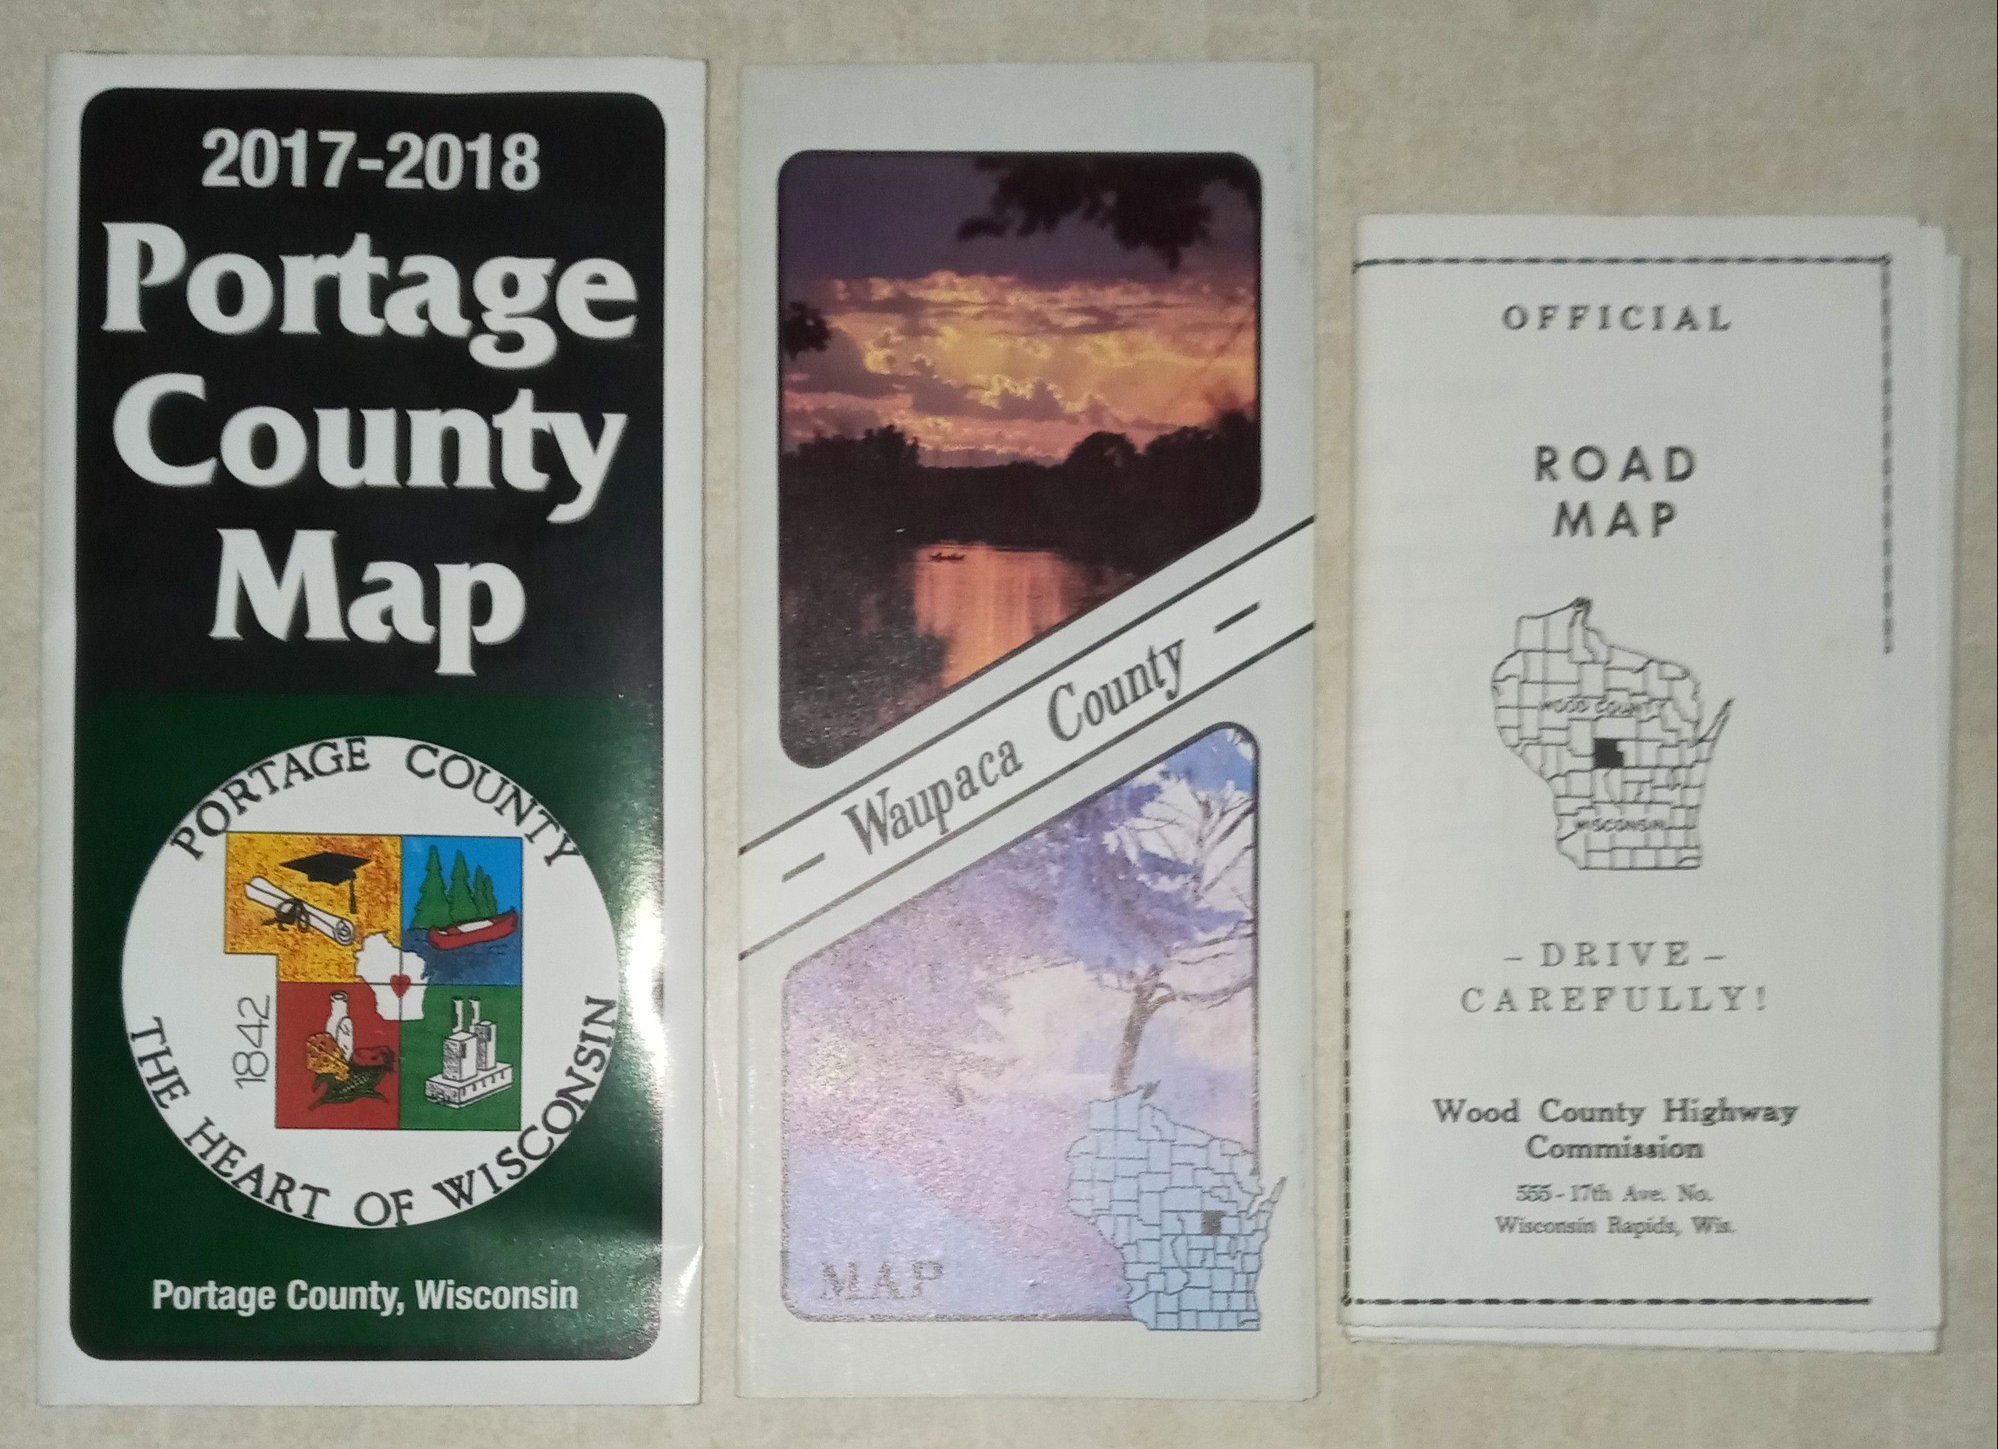 2017-2018
Portage
County
Map
PORTAGE COUNTY
1842
THE HEART OF WISCONSIN
Portage County, Wisconsin
Waupaca County
MAP
OFFICIAL
ROAD
MAP
WOOD COUNTY
WISCONSIN
- DRIVE -
CAREFULLY!
Wood County Highway
Commission
555 - 17th Ave. No.
Wisconsin Rapids, Wis.